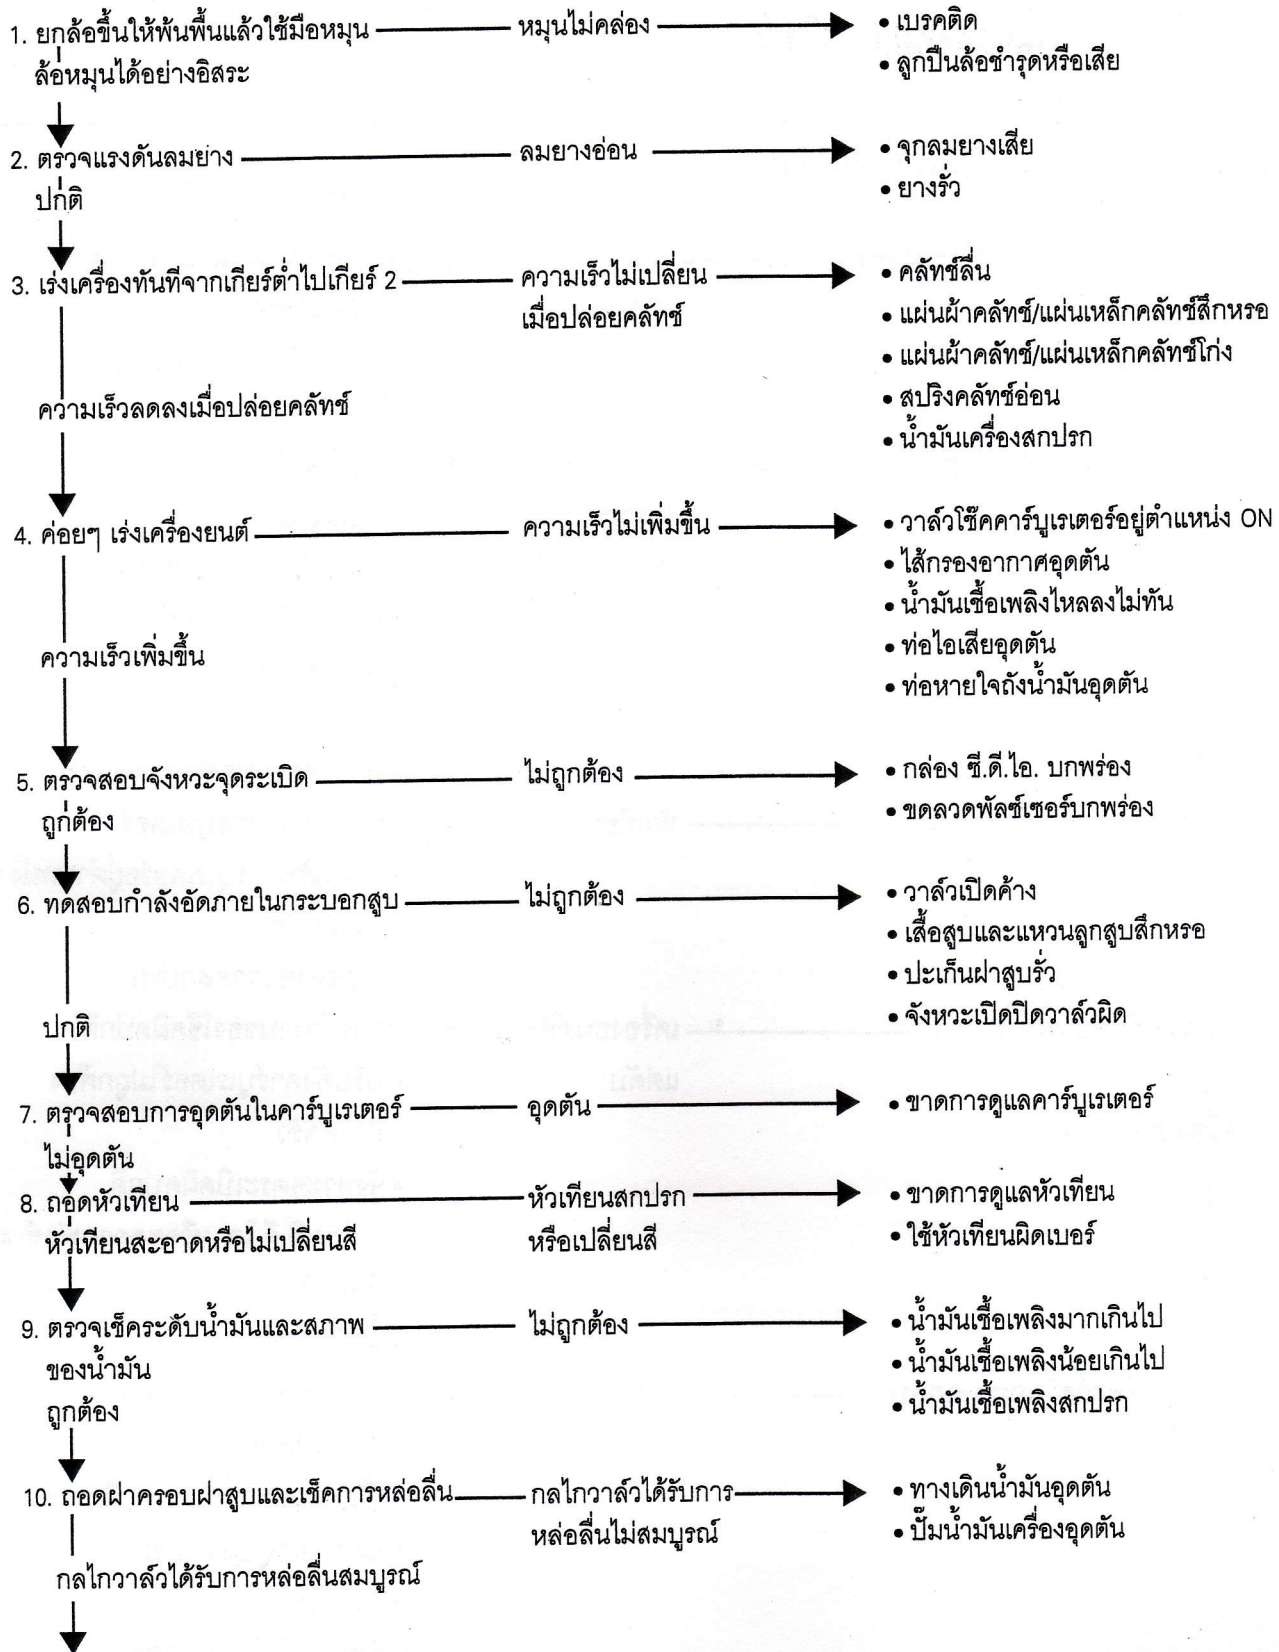 1. ยกล้อขึ้นให้พ้นพื้นแล้วใช้มือหมุน หมุนไม่คล่อง • เบรคติด
ล้อหมุนได้อย่างอิสระ • ลูกปืนล้อชำรุดหรือเสีย
2. ตรวจแรงดันลมยาง ลมยางอ่อน • จุกลมยางเสีย
ปกติ • ยางรั่ว
3. เร่งเครื่องทันทีจากเกียร์ต่ำไปเกียร์ 2 ความเร็วไม่เปลี่ยน • คลัทช์ลื่น
เมื่อปล่อยคลัทช์ • แผ่นผ้าคลัทช์/แผ่นเหล็กคลัทช์สึกหรอ
• แผ่นผ้าคลัทช์/แผ่นเหล็กคลัทช์โก่ง
ความเร็วลดลงเมื่อปล่อยคลัทช์ • สปริงคลัทช์อ่อน
• น้ำมันเครื่องสกปรก
4. ค่อยๆ เร่งเครื่องยนต์ ความเร็วไม่เพิ่มขึ้น • วาล์วโช๊คคาร์บูเรเตอร์อยู่ตำแหน่ง ON
• ไส้กรองอากาศอุดตัน
• น้ำมันเชื้อเพลิงไหลลงไม่ทัน
ความเร็วเพิ่มขึ้น • ท่อไอเสียอุดตัน
• ท่อหายใจถังน้ำมันอุดตัน
5. ตรวจสอบจังหวะจุดระเบิด ไม่ถูกต้อง • กล่อง ซี.ดี.ไอ. บกพร่อง
ถูกต้อง • ขดลวดพัลซ์เซอร์บกพร่อง
6. ทดสอบกำลังอัดภายในกระบอกสูบ ไม่ถูกต้อง • วาล์วเปิดค้าง
• เสื้อสูบและแหวนลูกสูบสึกหรอ
• ปะเก็นฝาสูบรั่ว
ปกติ • จังหวะเปิดปิดวาล์วผิด
7. ตรวจสอบการอุดตันในคาร์บูเรเตอร์ อุดตัน • ขาดการดูแลคาร์บูเรเตอร์
ไม่อุดตัน
8. ถอดหัวเทียน หัวเทียนสกปรก • ขาดการดูแลหัวเทียน
หัวเทียนสะอาดหรือไม่เปลี่ยนสี หรือเปลี่ยนสี • ใช้หัวเทียนผิดเบอร์
9. ตรวจเช็คระดับน้ำมันและสภาพ ไม่ถูกต้อง • น้ำมันเชื้อเพลิงมากเกินไป
ของน้ำมัน • น้ำมันเชื้อเพลิงน้อยเกินไป
ถูกต้อง • น้ำมันเชื้อเพลิงสกปรก
10. ถอดฝาครอบฝาสูบและเช็คการหล่อลื่น กลไกวาล์วได้รับการ • ทางเดินน้ำมันอุดตัน
หล่อลื่นไม่สมบูรณ์ • ปั๊มน้ำมันเครื่องอุดตัน
กลไกวาล์วได้รับการหล่อลื่นสมบูรณ์